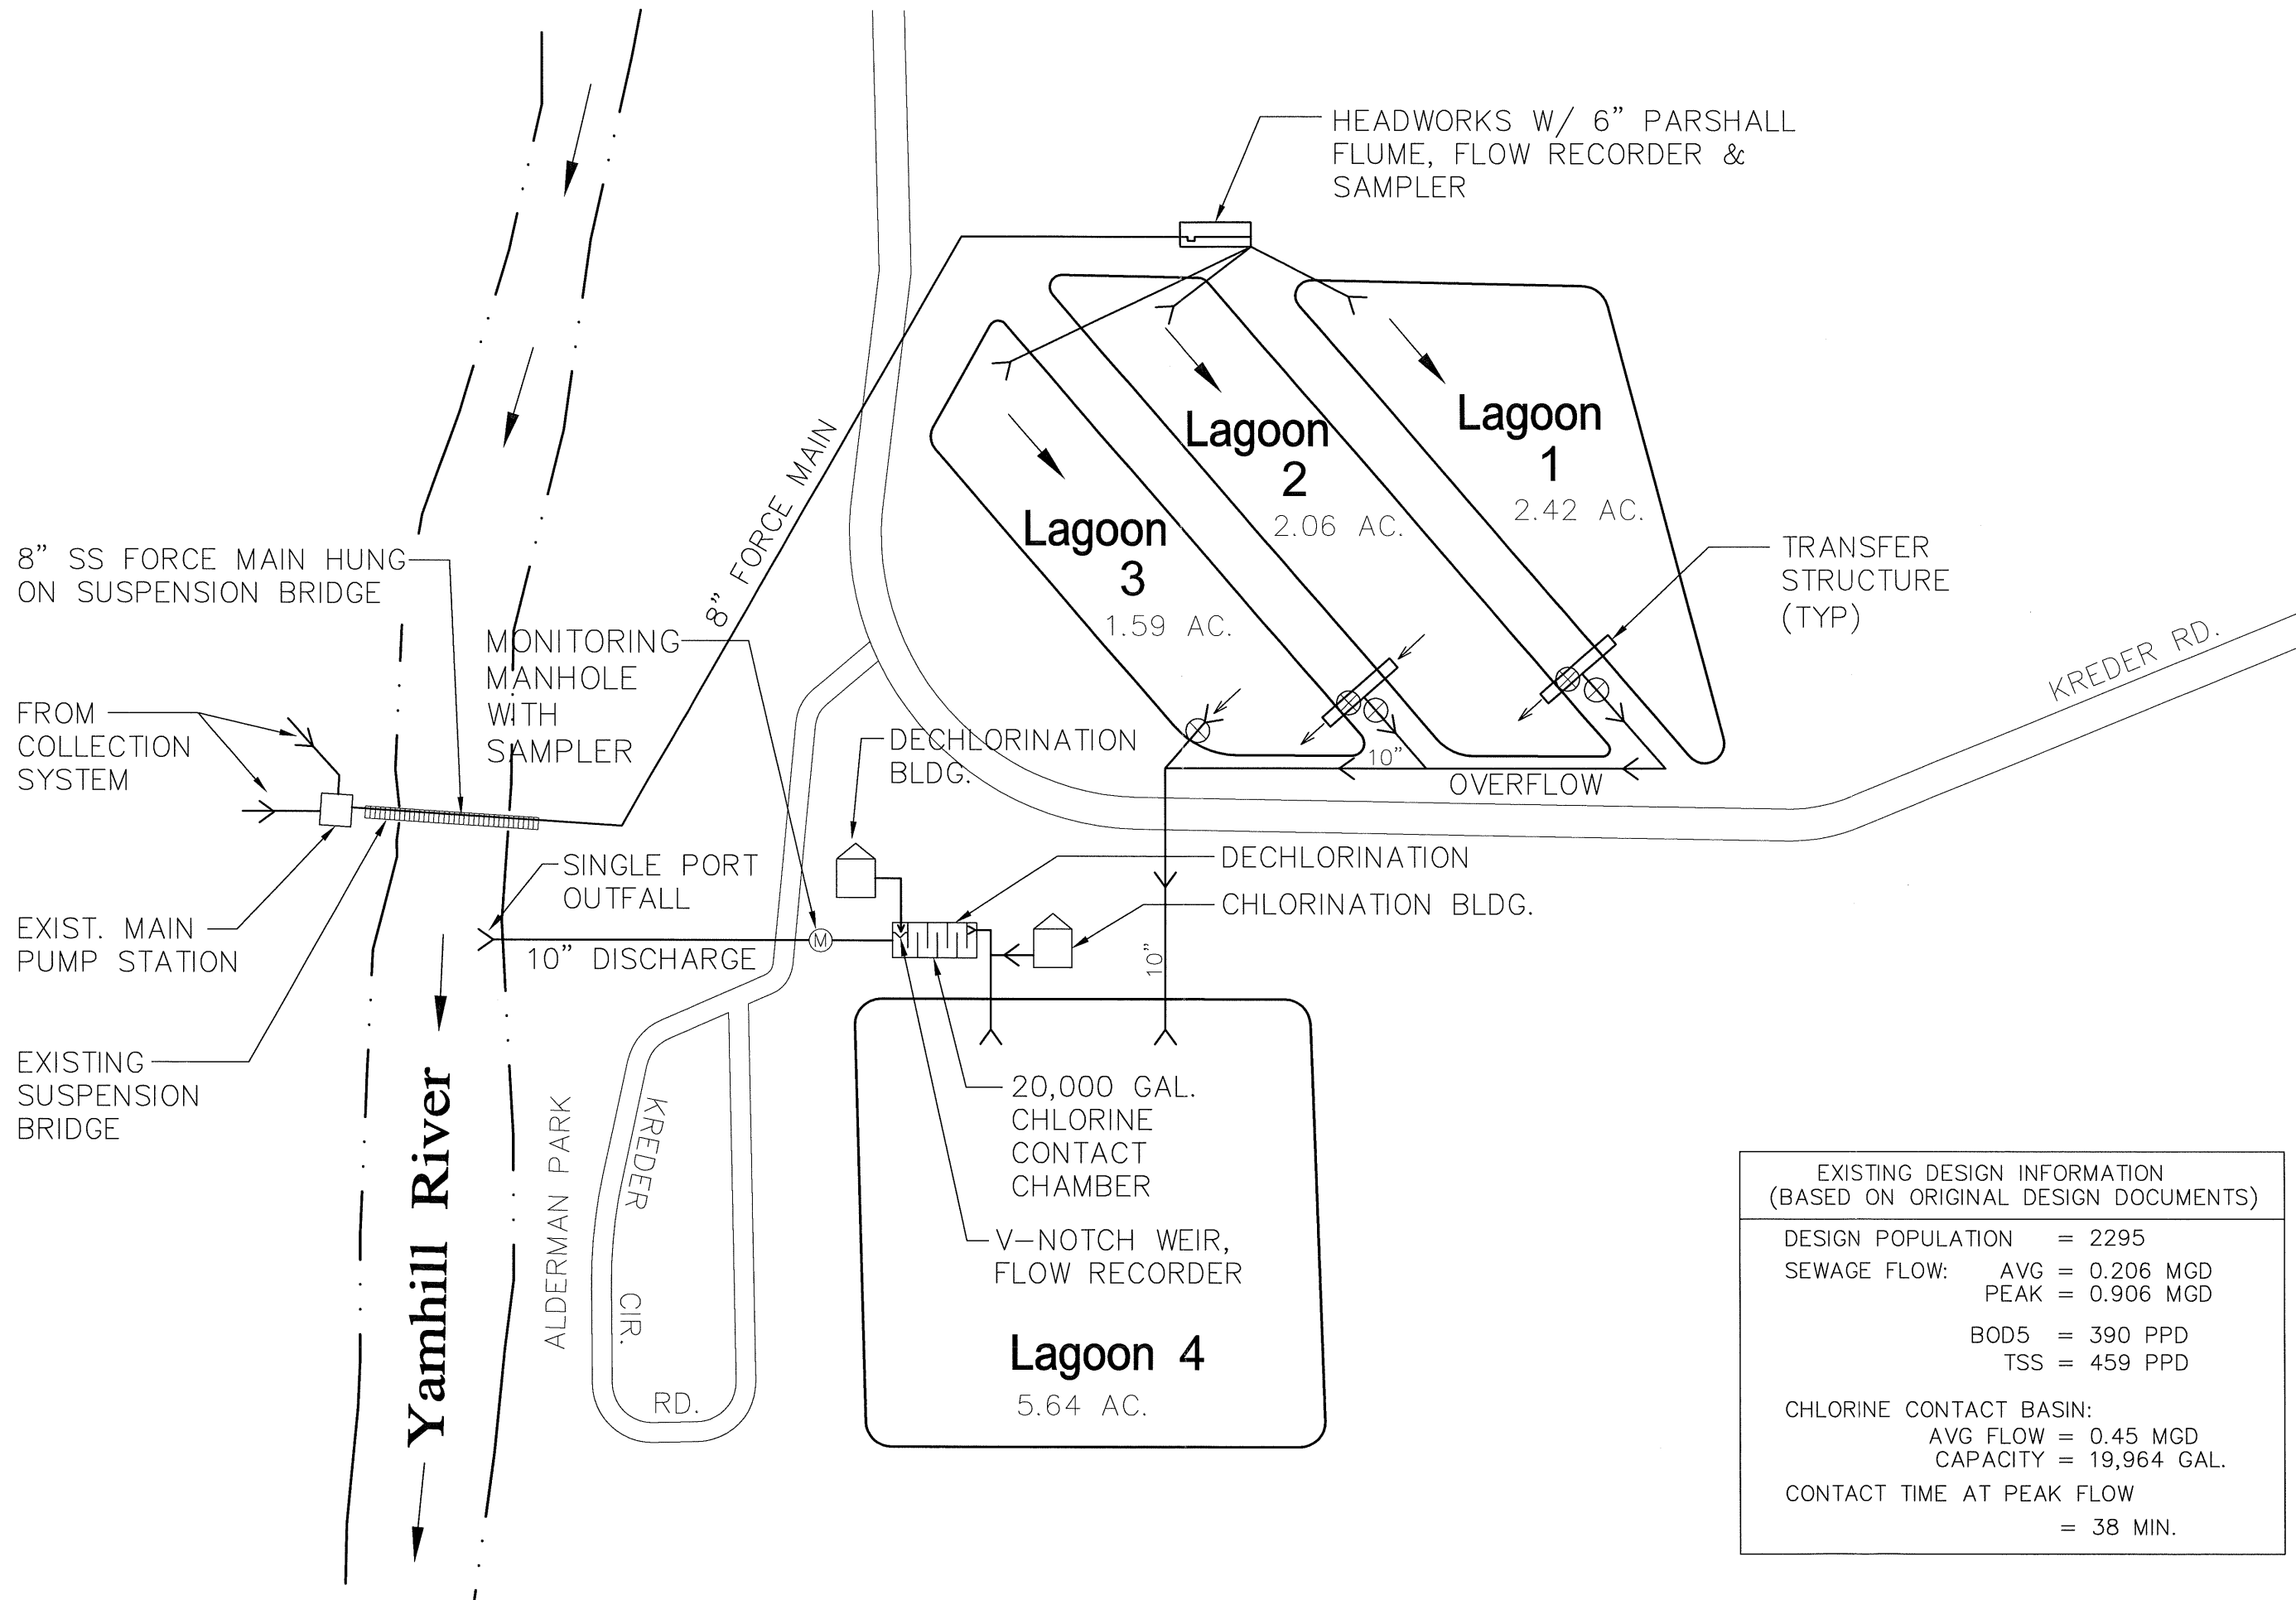 HEADWORKS W/ 6” PARSHALL
FLUME, FLOW RECORDER &
SAMPLER
8” FORCE MAIN
Lagoon
1
2.42 AC.
Lagoon
2
2.06 AC.
Lagoon
3
1.59 AC.
TRANSFER
STRUCTURE
(TYP)
KREDER RD.
8” SS FORCE MAIN HUNG
ON SUSPENSION BRIDGE
MONITORING
MANHOLE
WITH
SAMPLER
FROM
COLLECTION
SYSTEM
DECHLORINATION
BLDG.
10”
OVERFLOW
SINGLE PORT
OUTFALL
DECHLORINATION
CHLORINATION BLDG.
EXIST. MAIN
PUMP STATION
M
10” DISCHARGE
10”
EXISTING
SUSPENSION
BRIDGE
Yamhill River
ALDERMAN PARK
KREDER
CIR.
RD.
20,000 GAL.
CHLORINE
CONTACT
CHAMBER
V–NOTCH WEIR,
FLOW RECORDER
Lagoon 4
5.64 AC.
EXISTING DESIGN INFORMATION
(BASED ON ORIGINAL DESIGN DOCUMENTS)
DESIGN POPULATION = 2295
SEWAGE FLOW: AVG = 0.206 MGD
PEAK = 0.906 MGD
BOD5 = 390 PPD
TSS = 459 PPD
CHLORINE CONTACT BASIN:
AVG FLOW = 0.45 MGD
CAPACITY = 19,964 GAL.
CONTACT TIME AT PEAK FLOW
= 38 MIN.